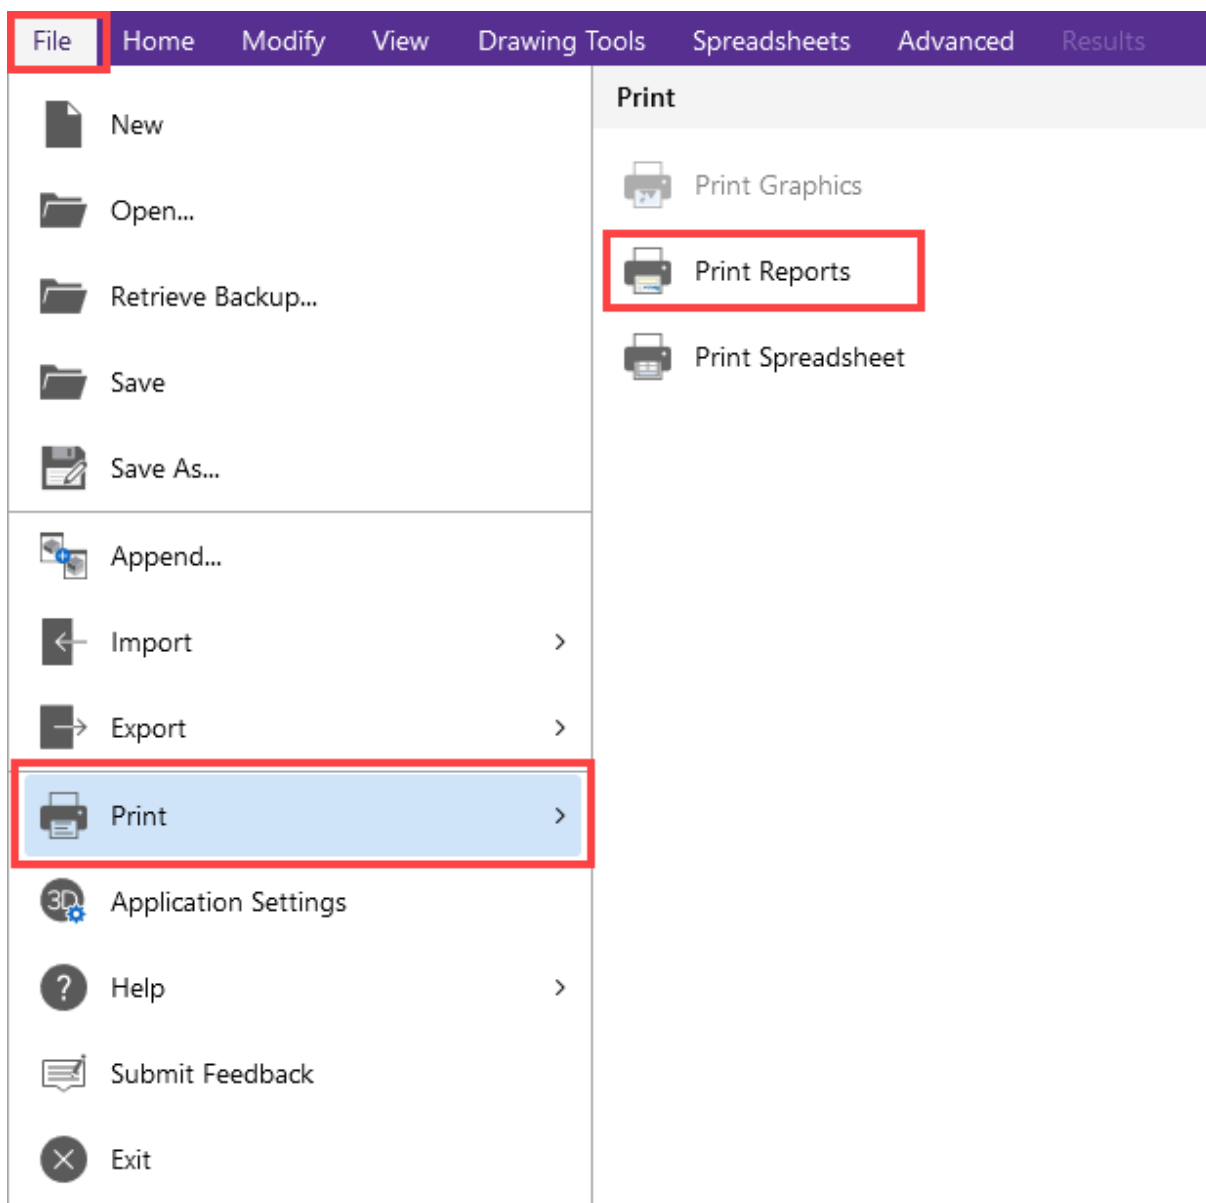 File Home Modify View Drawing Tools Spreadsheets Advanced Results
New
Open...
Retrieve Backup...
Save
Save As...
Append...
Import
Export
Print
Application Settings
Help
Submit Feedback
Exit
Print
Print Graphics
Print Reports
Print Spreadsheet